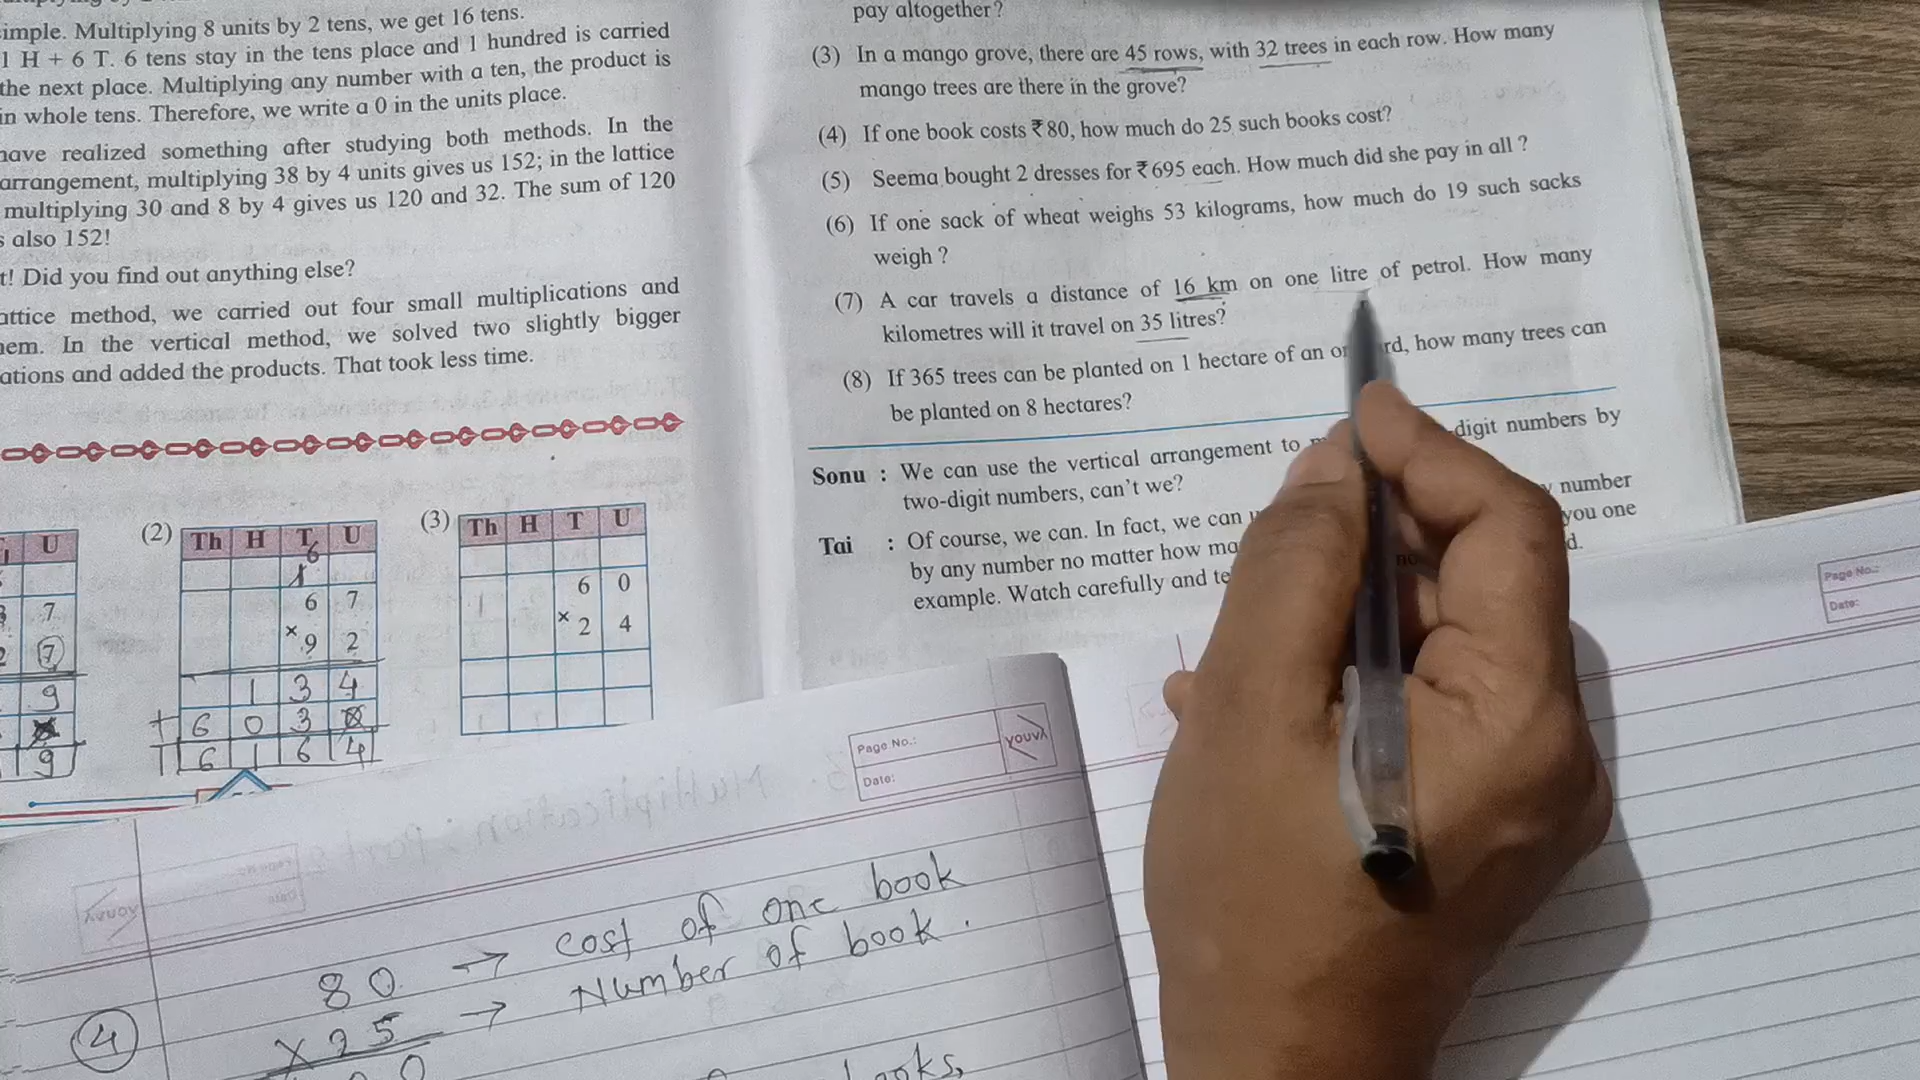 imple. Multiplying 8 units by 2 tens, we get 16 tens.
1 H + 6 T. 6 tens stay in the tens place and 1 hundred is carried
the next place. Multiplying any number with a ten, the product is
in whole tens. Therefore, we write a 0 in the units place.
have realized something after studying both methods. In the
arrangement, multiplying 38 by 4 units gives us 152; in the lattice
multiplying 30 and 8 by 4 gives us 120 and 32. The sum of 120
s also 152!
t! Did you find out anything else?
attice method, we carried out four small multiplications and
hem. In the vertical method, we solved two slightly bigger
ations and added the products. That took less time.
U
7
7
9
9
(2) Th H T U
6
1
6 7
× 9 2
1 3 4
+ 6 0 3 0
6 1 6 4
(3) Th H T U
6 0
× 2 4
pay altogether?
(3) In a mango grove, there are 45 rows, with 32 trees in each row. How many
mango trees are there in the grove?
(4) If one book costs ₹80, how much do 25 such books cost?
(5) Seema bought 2 dresses for ₹695 each. How much did she pay in all ?
(6) If one sack of wheat weighs 53 kilograms, how much do 19 such sacks
weigh ?
(7) A car travels a distance of 16 km on one litre of petrol. How many
kilometres will it travel on 35 litres?
(8) If 365 trees can be planted on 1 hectare of an or rd, how many trees can
be planted on 8 hectares?
Sonu : We can use the vertical arrangement to -digit numbers by
two-digit numbers, can't we?
Tai : Of course, we can. In fact, we can number
by any number no matter how ma you one
example. Watch carefully and te d.
Page No.:
Date:
youva
Page No.:
Date:
4 80 → cost of one book
× 25 → Number of book.